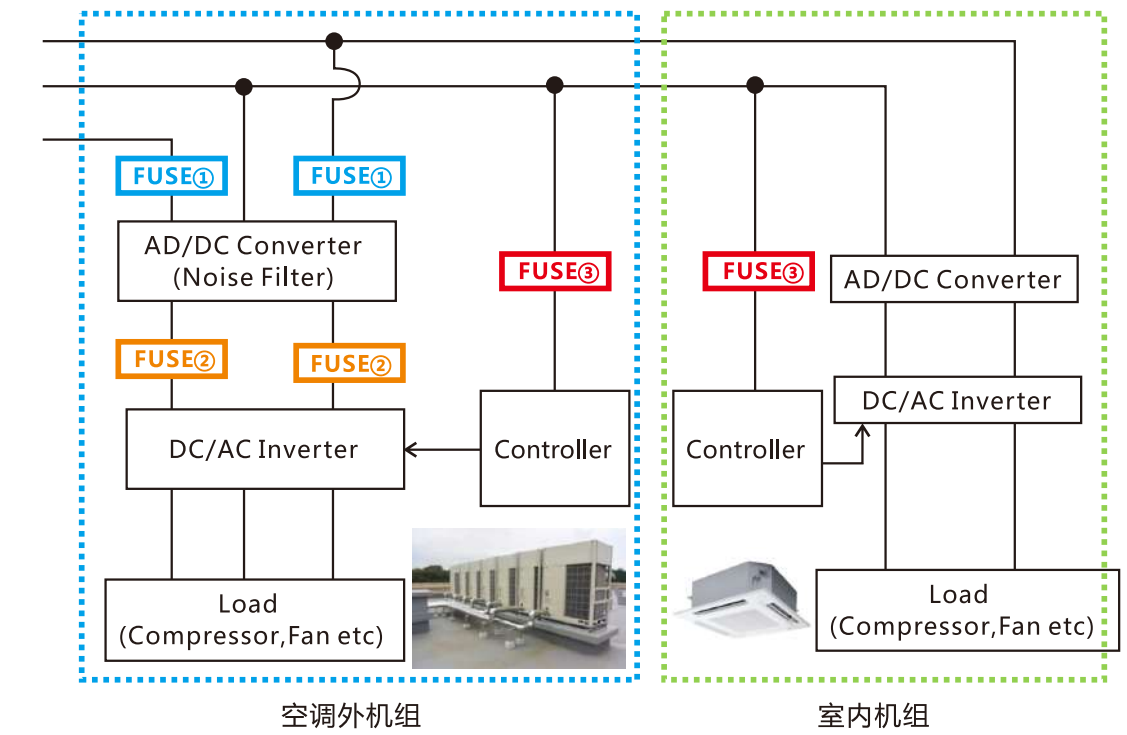 FUSE①
FUSE①
AD/DC Converter
(Noise Filter)
FUSE③
FUSE③
AD/DC Converter
FUSE②
FUSE②
DC/AC Inverter
Controller
Controller
DC/AC Inverter
Load
(Compressor,Fan etc)
Load
(Compressor,Fan etc)
空调外机组
室内机组